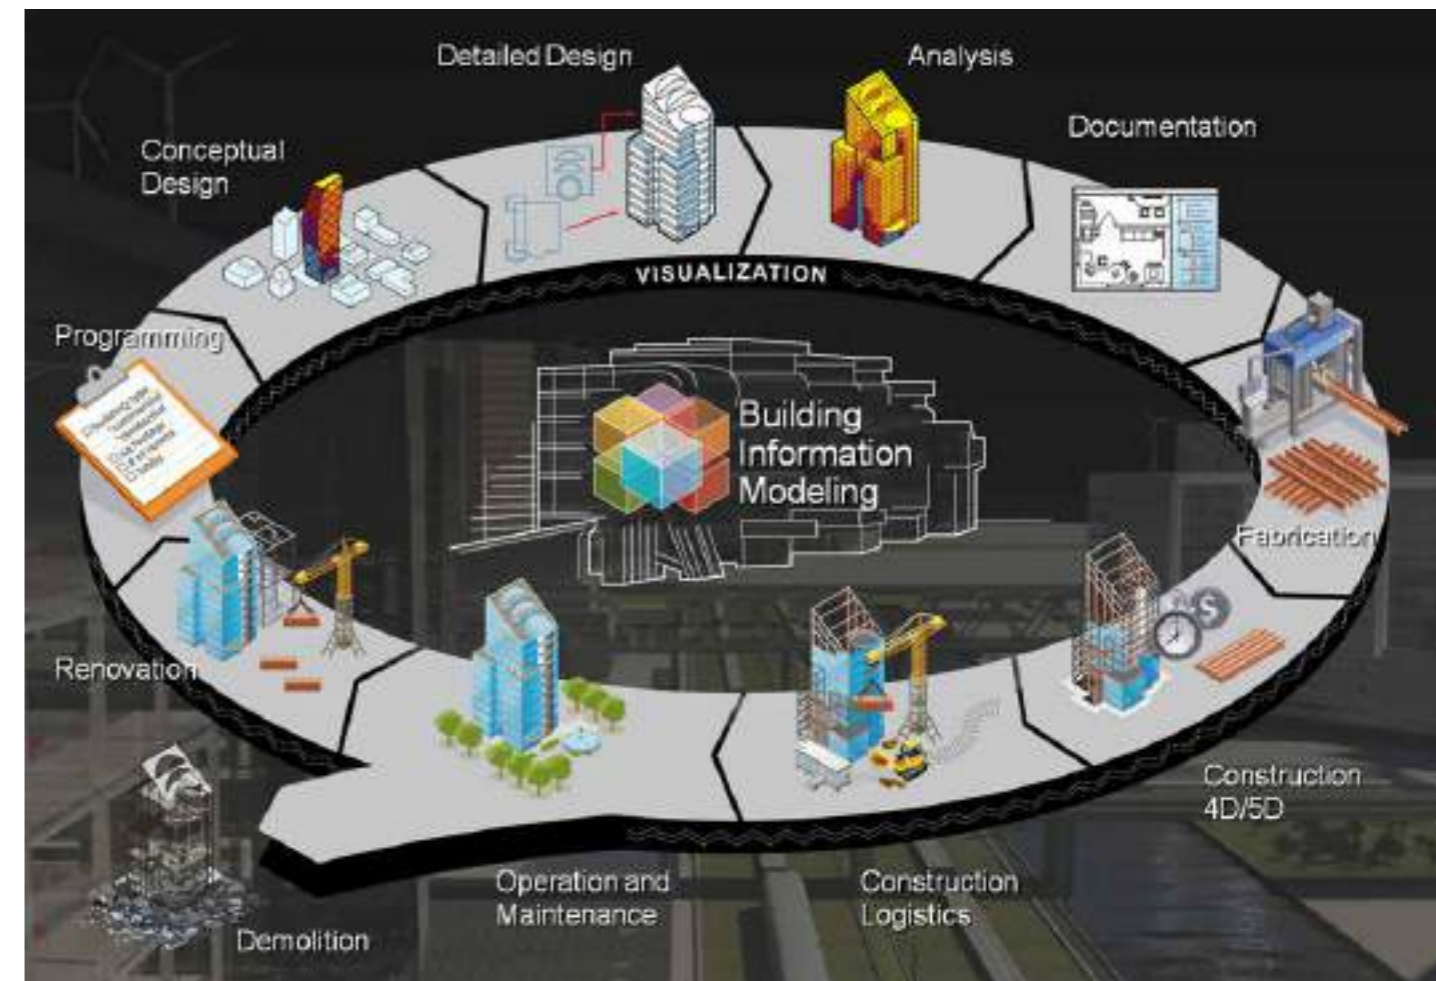 Detailed Design
Analysis
Documentation
Conceptual
Design
VISUALIZATION
Programming
Building
Information
Modeling
Fabrication
Renovation
Construction
4D/5D
Operation and
Maintenance
Construction
Logistics
Demolition